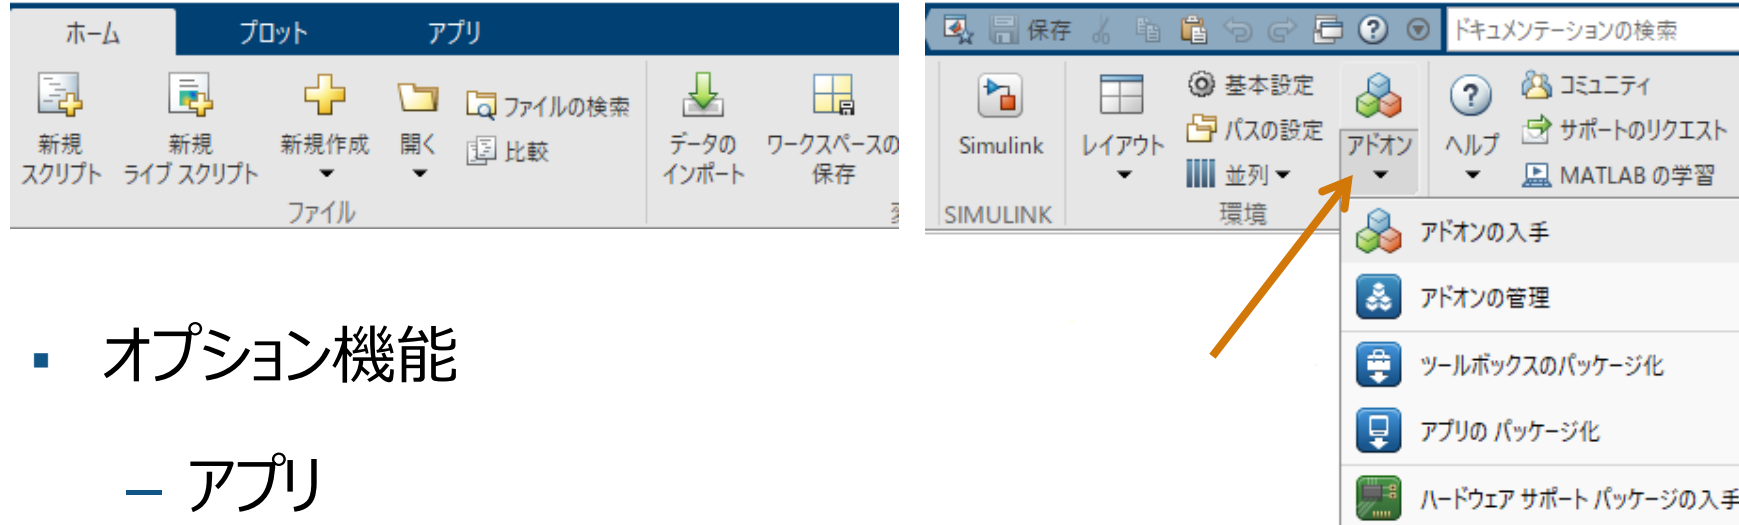 ホーム プロット アプリ
新規
スクリプト
新規
ライブ スクリプト
新規作成
開く
ファイルの検索
比較
データの
インポート
ワークスペースの
保存
ファイル
保存
ドキュメンテーションの検索
Simulink
レイアウト
基本設定
パスの設定
並列
アドオン
ヘルプ
コミュニティ
サポートのリクエスト
MATLAB の学習
SIMULINK
環境
アドオンの入手
アドオンの管理
ツールボックスのパッケージ化
アプリの パッケージ化
ハードウェア サポート パッケージの入手
▪ オプション機能
– アプリ